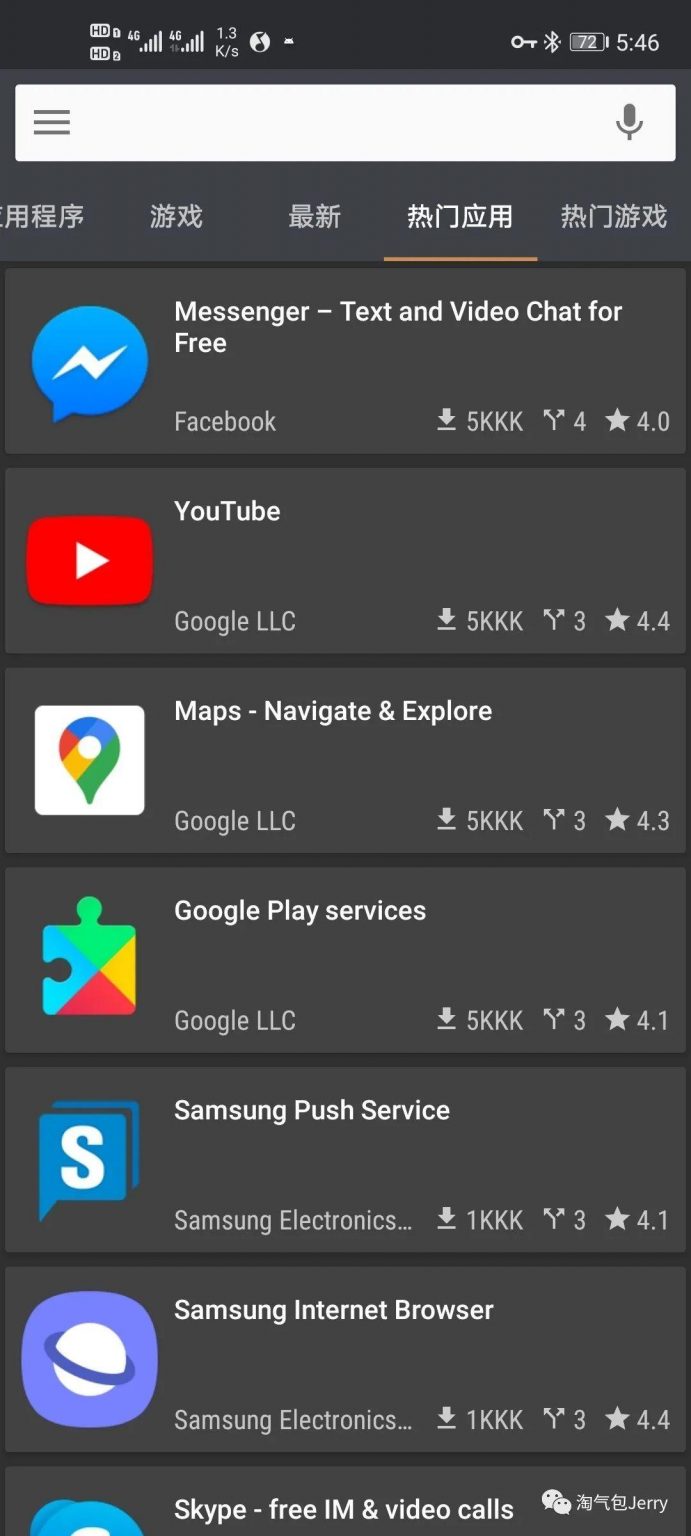 HD 1 4G 4G 1.3 72 5:46
HD 2 K/s
用程序 游戏 最新 热门应用 热门游戏
Messenger – Text and Video Chat for
Free
Facebook 5KKK 4 4.0
YouTube
Google LLC 5KKK 3 4.4
Maps - Navigate & Explore
Google LLC 5KKK 3 4.3
Google Play services
Google LLC 5KKK 3 4.1
Samsung Push Service
S
Samsung Electronics... 1KKK 3 4.1
Samsung Internet Browser
Samsung Electronics... 1KKK 3 4.4
Skype - free IM & video calls
淘气包Jerry